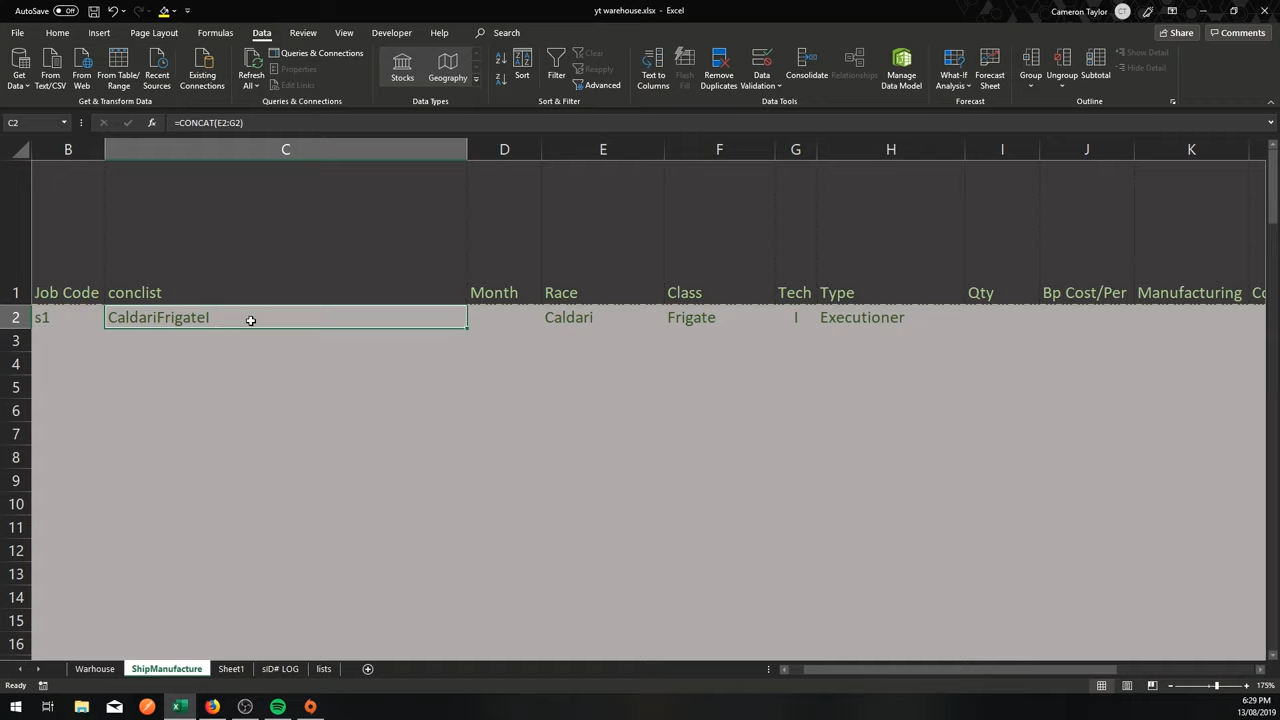 AutoSave Off
yt warehouse.xlsx - Excel
Cameron Taylor CT
File Home Insert Page Layout Formulas Data Review View Developer Help Search
Share Comments
Get Data
From Text/CSV
From Web
From Table/Range
Recent Sources
Existing Connections
Get & Transform Data
Refresh All
Queries & Connections
Properties
Edit Links
Queries & Connections
Stocks
Geography
Data Types
Sort
Filter
Clear
Reapply
Advanced
Sort & Filter
Text to Columns
Flash Fill
Remove Duplicates
Data Validation
Consolidate
Relationships
Manage Data Model
Data Tools
What-If Analysis
Forecast Sheet
Forecast
Group
Ungroup
Subtotal
Show Detail
Hide Detail
Outline
C2 =CONCAT(E2:G2)
B C D E F G H I J K
1 Job Code conclist Month Race Class Tech Type Qty Bp Cost/Per Manufacturing Co
2 s1 CaldariFrigateI Caldari Frigate I Executioner
3
4
5
6
7
8
9
10
11
12
13
14
15
16
Warhouse ShipManufacture Sheet1 sID# LOG lists
Ready
175%
6:29 PM
13/08/2019